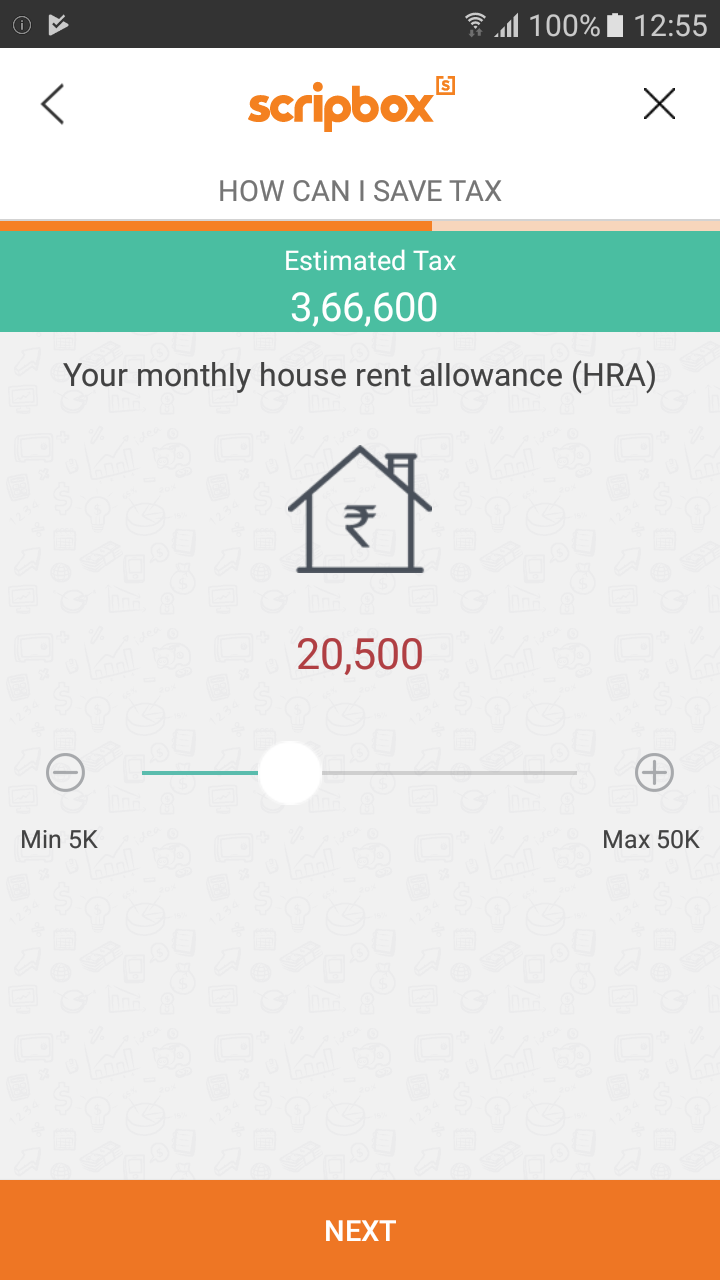 100% 12:55
scripbox [s]
HOW CAN I SAVE TAX
Estimated Tax
3,66,600
Your monthly house rent allowance (HRA)
₹
20,500
Min 5K
Max 50K
NEXT